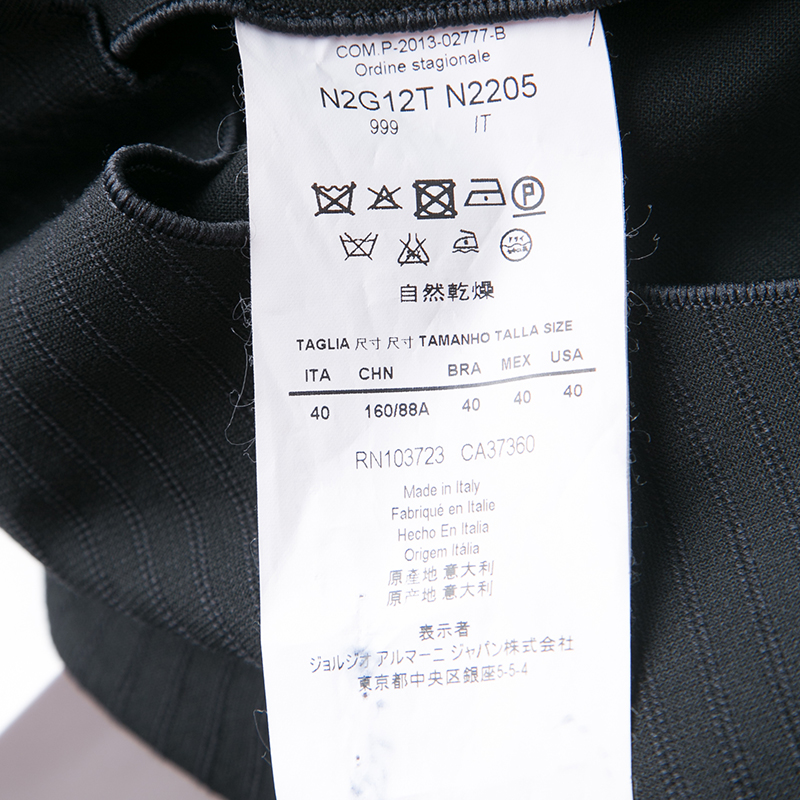 COM.P-2013-02777-B
Ordine stagionale
N2G12T N2205
999 IT
P
自然乾燥
TAGLIA 尺寸 尺寸 TAMANHO TALLA SIZE
ITA CHN BRA MEX USA
40 160/88A 40 40 40
RN103723 CA37360
Made in Italy
Fabriqué en Italie
Hecho En Italia
Origem Itália
原產地 意大利
原产地 意大利
表示者
ジョルジオ アルマーニ ジャパン株式会社
東京都中央区銀座5-5-4